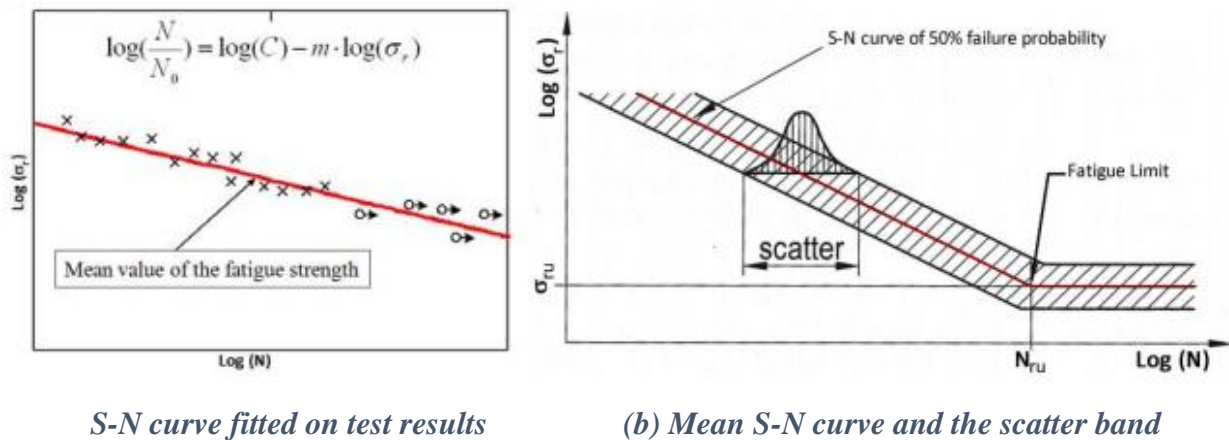 log(N/N₀) = log(C) − m · log(σᵣ)
Log (σᵣ)
Mean value of the fatigue strength
Log (N)
S-N curve fitted on test results
S-N curve of 50% failure probability
Log (σᵣ)
Fatigue Limit
scatter
σᵣᵤ
Nᵣᵤ
Log (N)
(b) Mean S-N curve and the scatter band